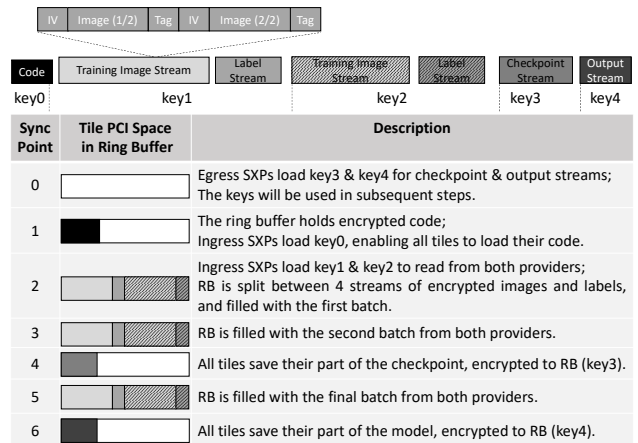 IV Image (1/2) Tag IV Image (2/2) Tag
Code Training Image Stream Label Stream Training Image Stream Label Stream Checkpoint Stream Output Stream
key0 key1 key2 key3 key4
Sync Point Tile PCI Space in Ring Buffer Description
0 Egress SXPs load key3 & key4 for checkpoint & output streams;
The keys will be used in subsequent steps.
1 The ring buffer holds encrypted code;
Ingress SXPs load key0, enabling all tiles to load their code.
2 Ingress SXPs load key1 & key2 to read from both providers;
RB is split between 4 streams of encrypted images and labels,
and filled with the first batch.
3 RB is filled with the second batch from both providers.
4 All tiles save their part of the checkpoint, encrypted to RB (key3).
5 RB is filled with the final batch from both providers.
6 All tiles save their part of the model, encrypted to RB (key4).